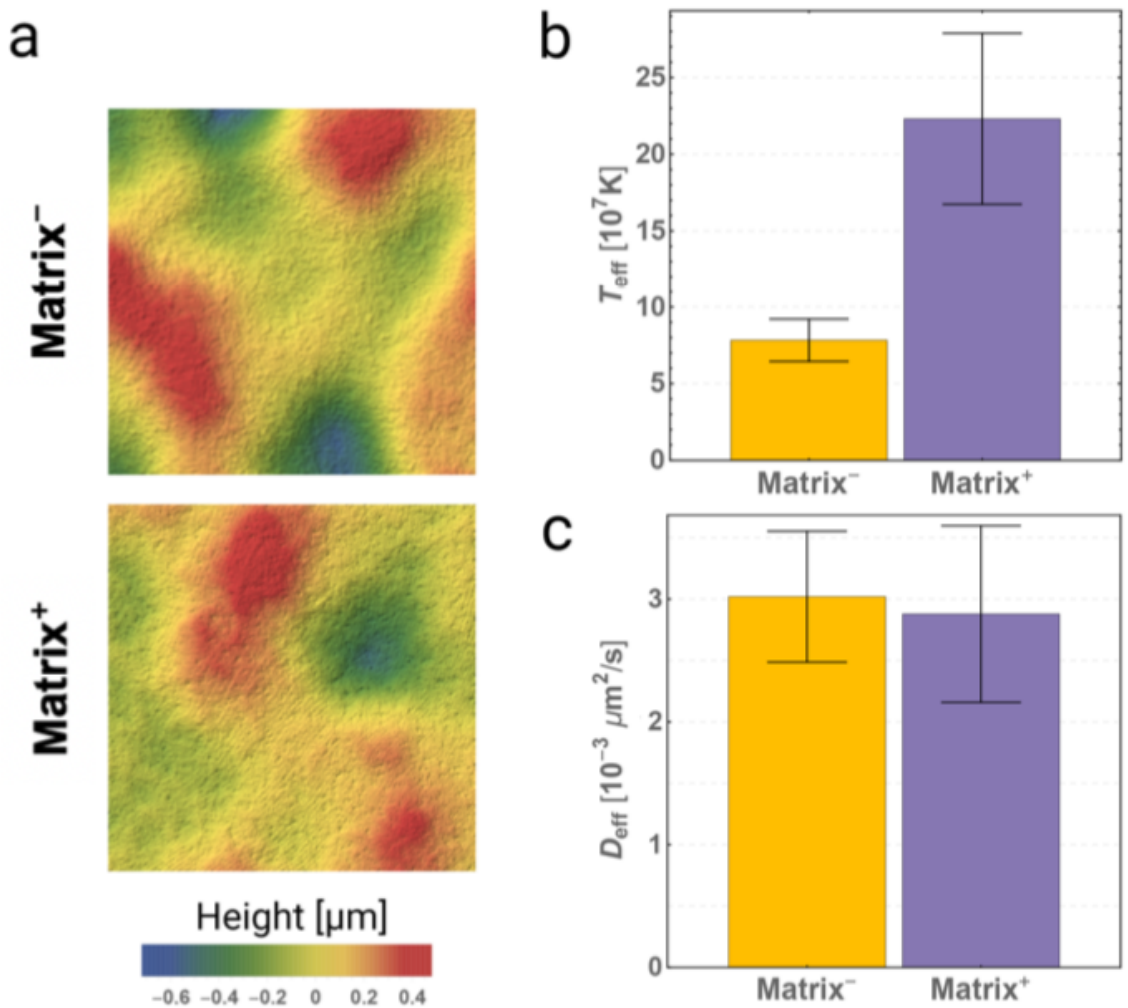 a
Matrix⁻
Matrix⁺
Height [μm]
−0.6 −0.4 −0.2 0 0.2 0.4
b
T_eff [10⁷K]
25
20
15
10
5
0
Matrix⁻ Matrix⁺
c
D_eff [10⁻³ μm²/s]
3
2
1
0
Matrix⁻ Matrix⁺